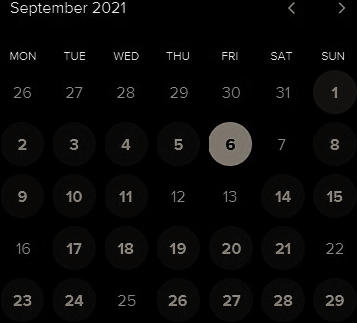 September 2021
MON TUE WED THU FRI SAT SUN
26 27 28 29 30 31 1
2 3 4 5 6 7 8
9 10 11 12 13 14 15
16 17 18 19 20 21 22
23 24 25 26 27 28 29